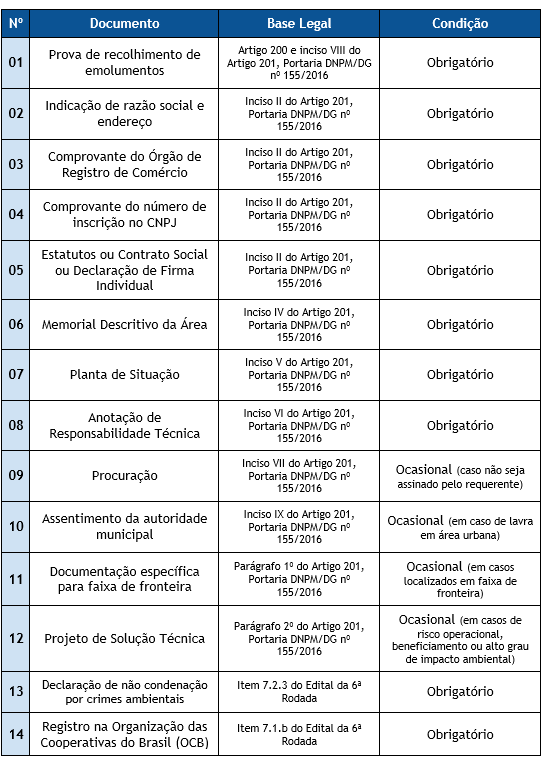 Nº Documento Base Legal Condição
01
Prova de recolhimento de
emolumentos
Artigo 200 e inciso VIII do
Artigo 201, Portaria DNPM/DG
nº 155/2016
Obrigatório
02
Indicação de razão social e
endereço
Inciso II do Artigo 201,
Portaria DNPM/DG nº
155/2016
Obrigatório
03
Comprovante do Órgão de
Registro de Comércio
Inciso II do Artigo 201,
Portaria DNPM/DG nº
155/2016
Obrigatório
04
Comprovante do número de
inscrição no CNPJ
Inciso II do Artigo 201,
Portaria DNPM/DG nº
155/2016
Obrigatório
05
Estatutos ou Contrato Social
ou Declaração de Firma
Individual
Inciso II do Artigo 201,
Portaria DNPM/DG nº
155/2016
Obrigatório
06
Memorial Descritivo da Área
Inciso IV do Artigo 201,
Portaria DNPM/DG nº
155/2016
Obrigatório
07
Planta de Situação
Inciso V do Artigo 201,
Portaria DNPM/DG nº
155/2016
Obrigatório
08
Anotação de
Responsabilidade Técnica
Inciso VI do Artigo 201,
Portaria DNPM/DG nº
155/2016
Obrigatório
09
Procuração
Inciso VII do Artigo 201,
Portaria DNPM/DG nº
155/2016
Ocasional (caso não seja
assinado pelo requerente)
10
Assentimento da autoridade
municipal
Inciso IX do Artigo 201,
Portaria DNPM/DG nº
155/2016
Ocasional (em caso de lavra
em área urbana)
11
Documentação específica
para faixa de fronteira
Parágrafo 1º do Artigo 201,
Portaria DNPM/DG nº
155/2016
Ocasional (em casos
localizados em faixa de
fronteira)
12
Projeto de Solução Técnica
Parágrafo 2º do Artigo 201,
Portaria DNPM/DG nº
155/2016
Ocasional (em casos de
risco operacional,
beneficiamento ou alto grau
de impacto ambiental)
13
Declaração de não condenação
por crimes ambientais
Item 7.2.3 do Edital da 6ª
Rodada
Obrigatório
14
Registro na Organização das
Cooperativas do Brasil (OCB)
Item 7.1.b do Edital da 6ª
Rodada
Obrigatório